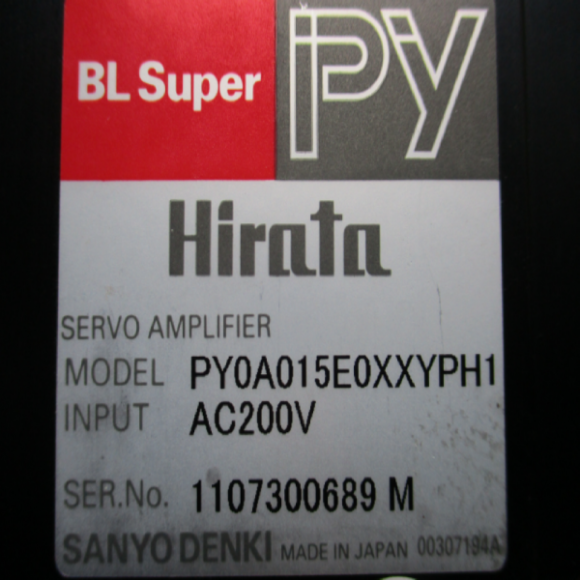 BL Super PY
Hirata
SERVO AMPLIFIER
MODEL PY0A015E0XXYPH1
INPUT AC200V
SER.No. 1107300689 M
SANYO DENKI MADE IN JAPAN 00307194A